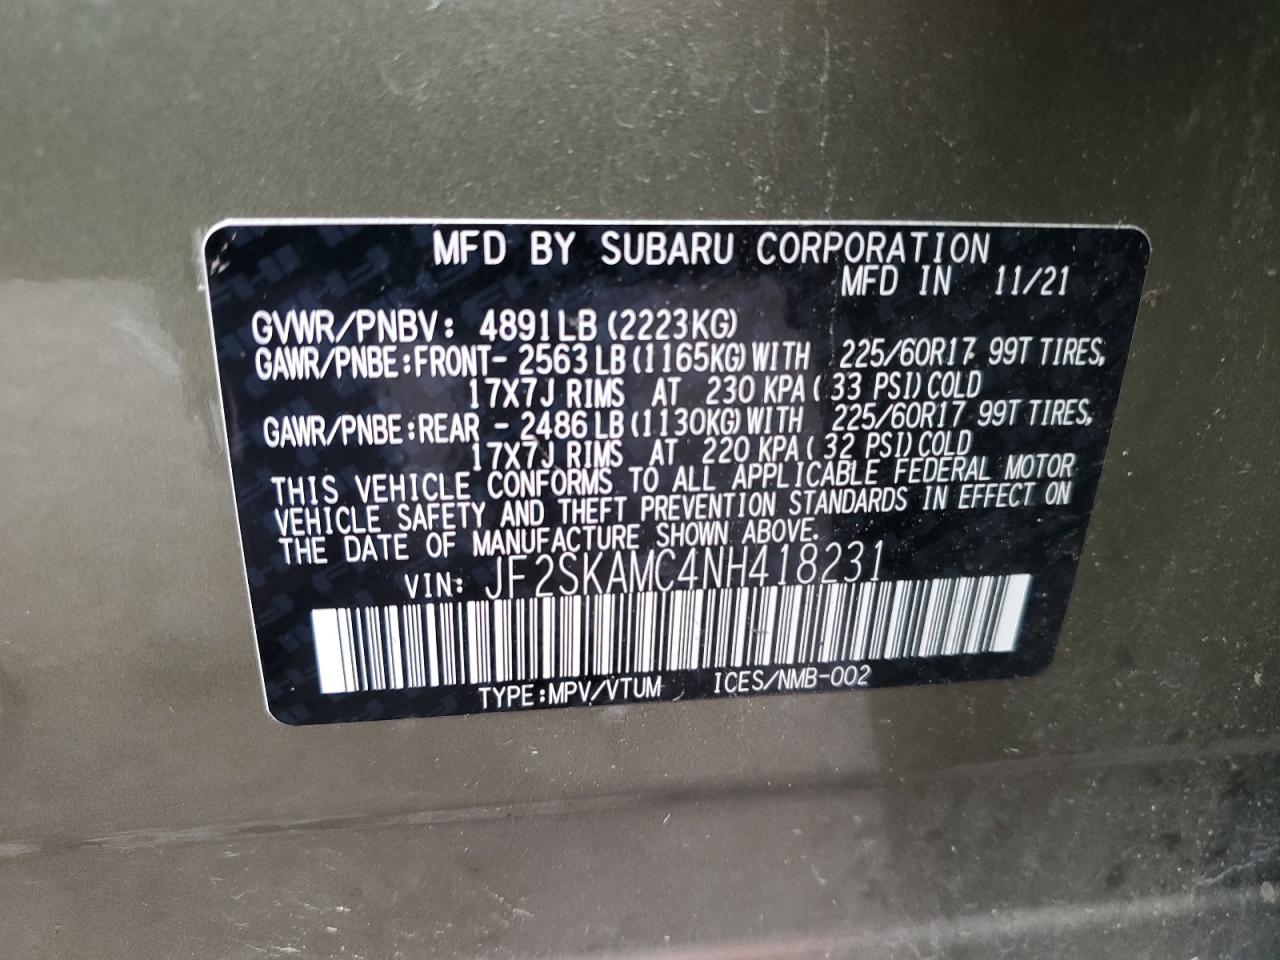 MFD BY SUBARU CORPORATION
MFD IN 11/21
GVWR/PNBV: 4891LB(2223KG)
GAWR/PNBE:FRONT- 2563LB(1165KG)WITH 225/60R17 99T TIRES,
17X7J RIMS AT 230 KPA( 33 PSI)COLD
GAWR/PNBE:REAR - 2486LB(1130KG)WITH 225/60R17 99T TIRES,
17X7J RIMS AT 220 KPA( 32 PSI)COLD
THIS VEHICLE CONFORMS TO ALL APPLICABLE FEDERAL MOTOR
VEHICLE SAFETY AND THEFT PREVENTION STANDARDS IN EFFECT ON
THE DATE OF MANUFACTURE SHOWN ABOVE.
VIN: JF2SKAMC4NH418231
TYPE:MPV/VTUM ICES/NMB-002